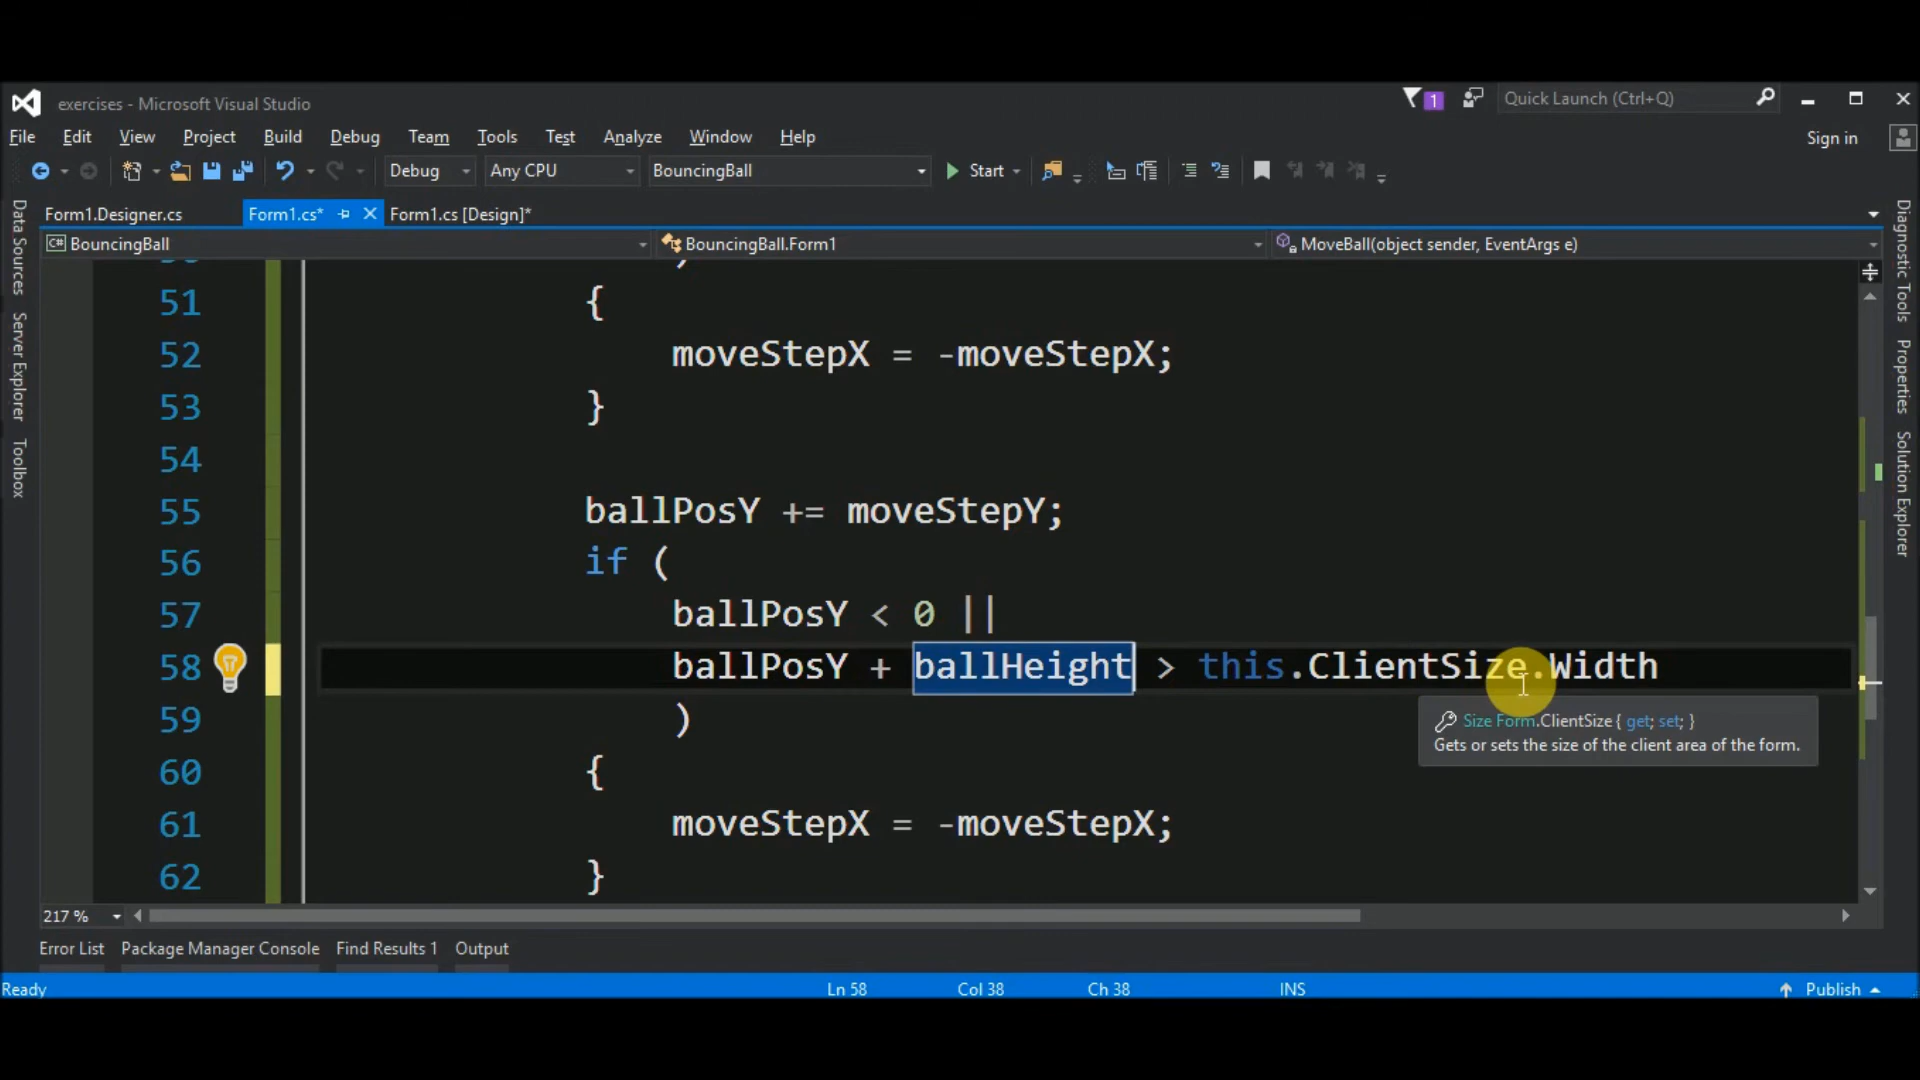 exercises - Microsoft Visual Studio
1
Quick Launch (Ctrl+Q)
File Edit View Project Build Debug Team Tools Test Analyze Window Help
Sign in
Debug Any CPU BouncingBall Start
Form1.Designer.cs Form1.cs* Form1.cs [Design]*
C# BouncingBall BouncingBall.Form1 MoveBall(object sender, EventArgs e)
Data Sources
Server Explorer
Toolbox
51 {
52 moveStepX = -moveStepX;
53 }
54
55 ballPosY += moveStepY;
56 if (
57 ballPosY < 0 ||
58 ballPosY + ballHeight > this.ClientSize.Width
59 )
Size Form.ClientSize { get; set; }
Gets or sets the size of the client area of the form.
60 {
61 moveStepX = -moveStepX;
62 }
Diagnostic Tools
Properties
Solution Explorer
217 %
Error List Package Manager Console Find Results 1 Output
Ready Ln 58 Col 38 Ch 38 INS Publish